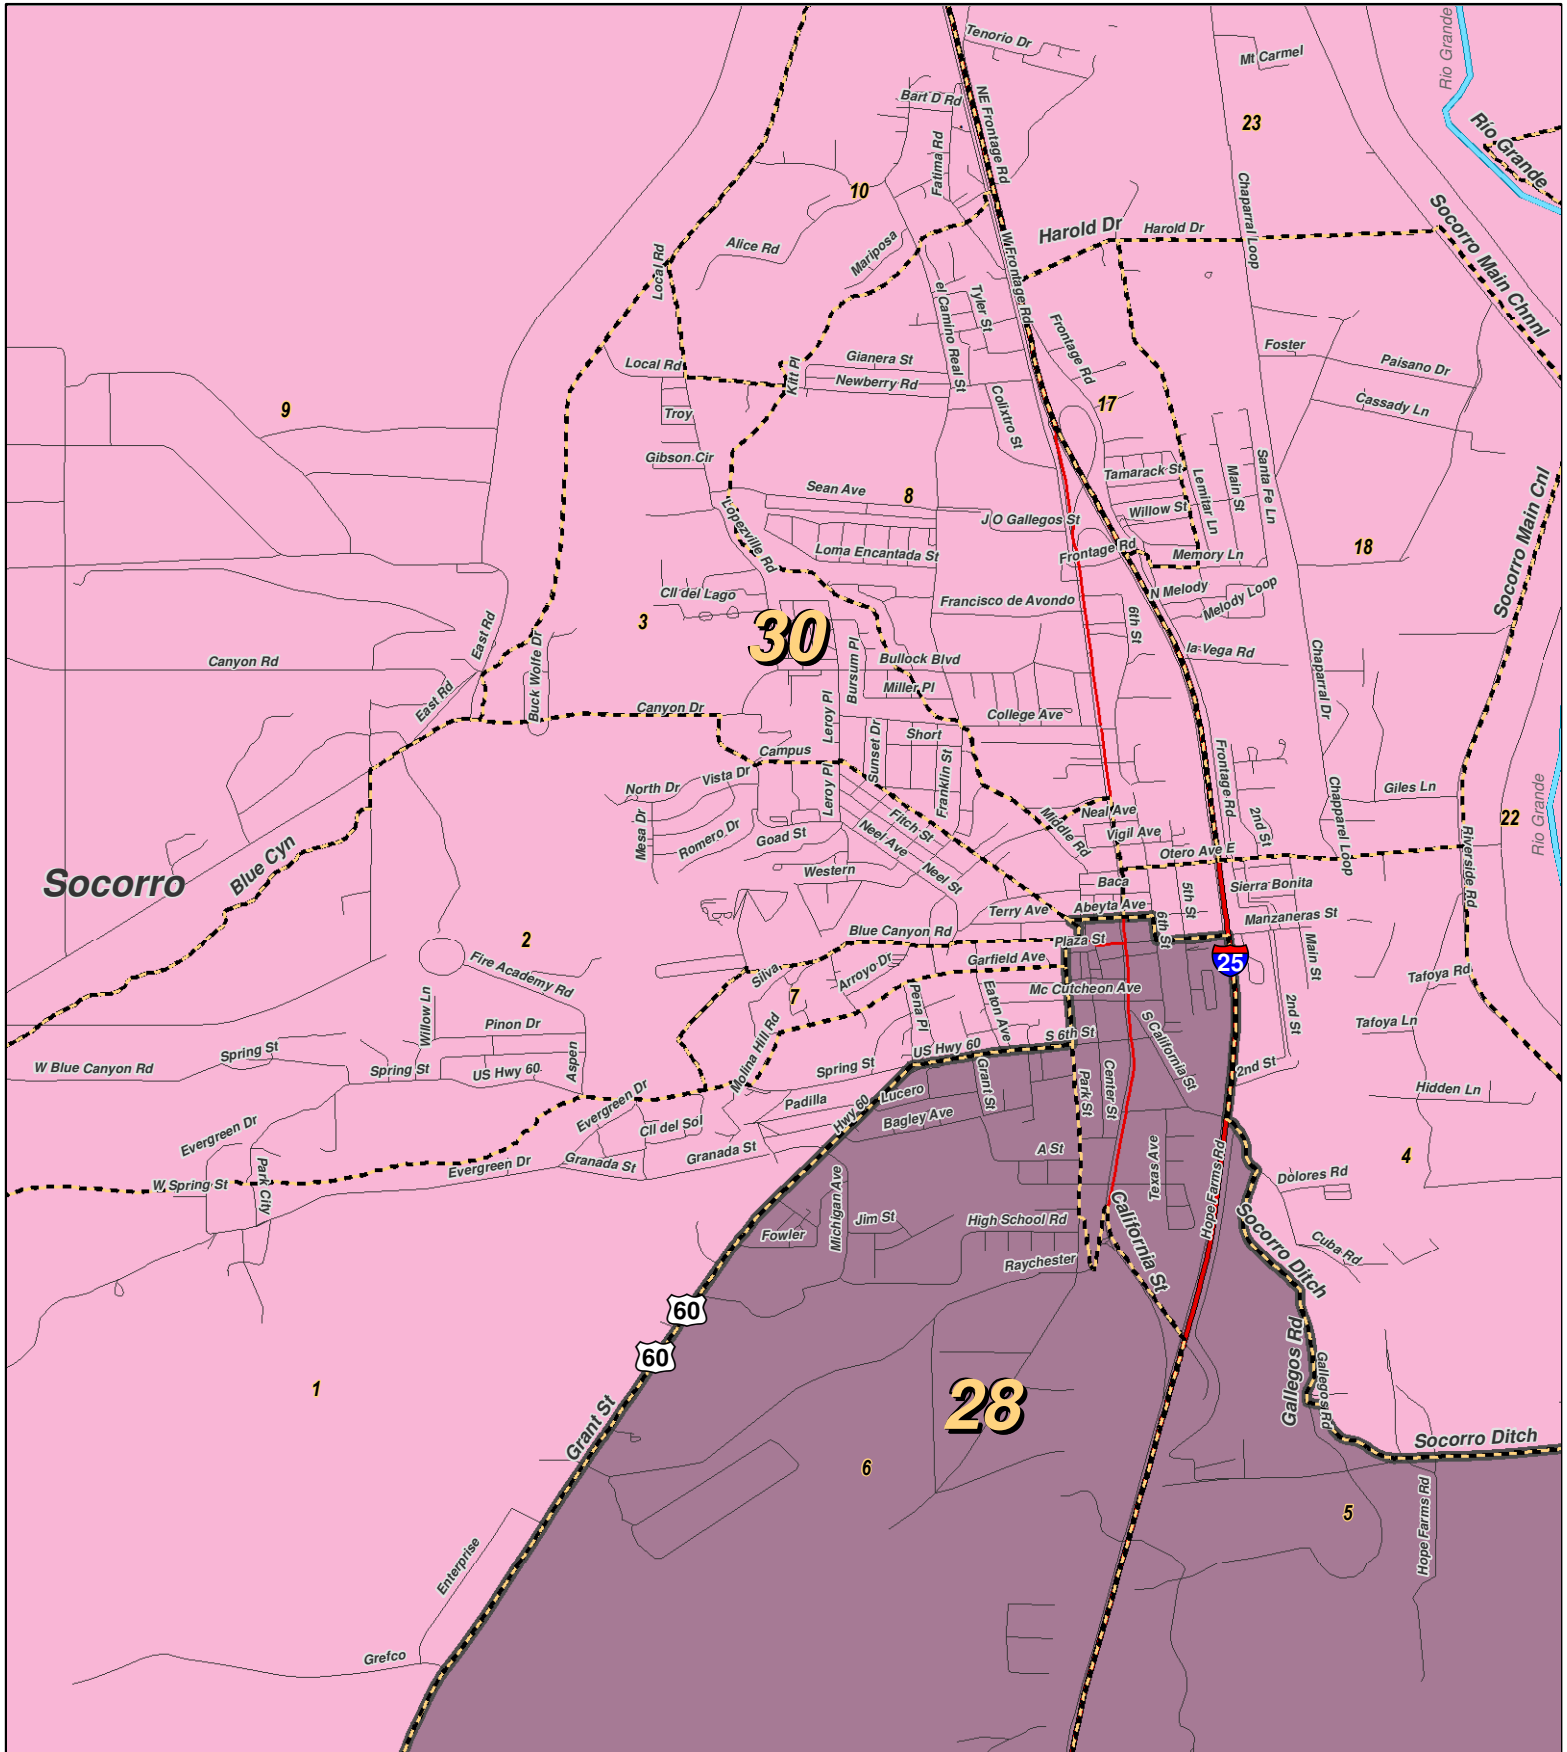 Tenorio Dr
Mt Carmel
Rio Grande
Bart D Rd
NE Frontage Rd
23
Río Grande
Fatima Rd
10
Chaparral Loop
Socorro Main Chnnl
Harold Dr
Harold Dr
Alice Rd
Mariposa
W Frontage Rd
Local Rd
el Camino Real St
Tyler St
Frontage Rd
Foster
Paisano Dr
Local Rd
Kitt Pl
Gianera St
Newberry Rd
Cassady Ln
9
Troy
Colixtro St
17
Gibson Cir
Tamarack St
Lemitar Ln
Main St
Santa Fe Ln
Sean Ave
8
Willow St
J O Gallegos St
Lopezville Rd
Loma Encantada St
Frontage Rd
Memory Ln
18
Socorro Main Cnl
Cll del Lago
Francisco de Avondo
N Melody
Melody Loop
3
30
6th St
East Rd
Buck Wolfe Dr
Canyon Rd
Bursum Pl
Bullock Blvd
la Vega Rd
Chaparral Dr
Miller Pl
East Rd
Canyon Dr
Leroy Pl
College Ave
Short
Sunset Dr
Campus
Frontage Rd
Vista Dr
North Dr
Leroy Pl
Franklin St
Giles Ln
Rio Grande
Mesa Dr
Romero Dr
Goad St
Neel Ave
Fitch St
Middle Rd
Neal Ave
Vigil Ave
2nd St
Chapparel Loop
22
Otero Ave E
Riverside Rd
Socorro
Blue Cyn
Western
Neel St
Baca
5th St
Sierra Bonita
Terry Ave
Abeyta Ave
6th St
Manzaneras St
2
Blue Canyon Rd
Plaza St
Main St
25
Fire Academy Rd
Silva
Arroyo Dr
Garfield Ave
Tafoya Rd
7
Mc Cutcheon Ave
Willow Ln
Pinon Dr
Pena Pl
Eaton Ave
S California St
2nd St
Tafoya Ln
Spring St
Aspen
Molina Hill Rd
US Hwy 60
S 6th St
W Blue Canyon Rd
Spring St
US Hwy 60
Spring St
2nd St
Grant St
Park St
Center St
Hidden Ln
Evergreen Dr
Padilla
Hwy 60
Lucero
Bagley Ave
Evergreen Dr
Cll del Sol
A St
Texas Ave
Hope Farms Rd
4
Evergreen Dr
Granada St
Granada St
W Spring St
Park City
Dolores Rd
Michigan Ave
Jim St
High School Rd
California St
Socorro Ditch
Fowler
Cuba Rd
Raychester
60
60
Gallegos Rd
Gallegos Rd
1
28
Grant St
Socorro Ditch
6
Hope Farms Rd
5
Enterprise
Grefco